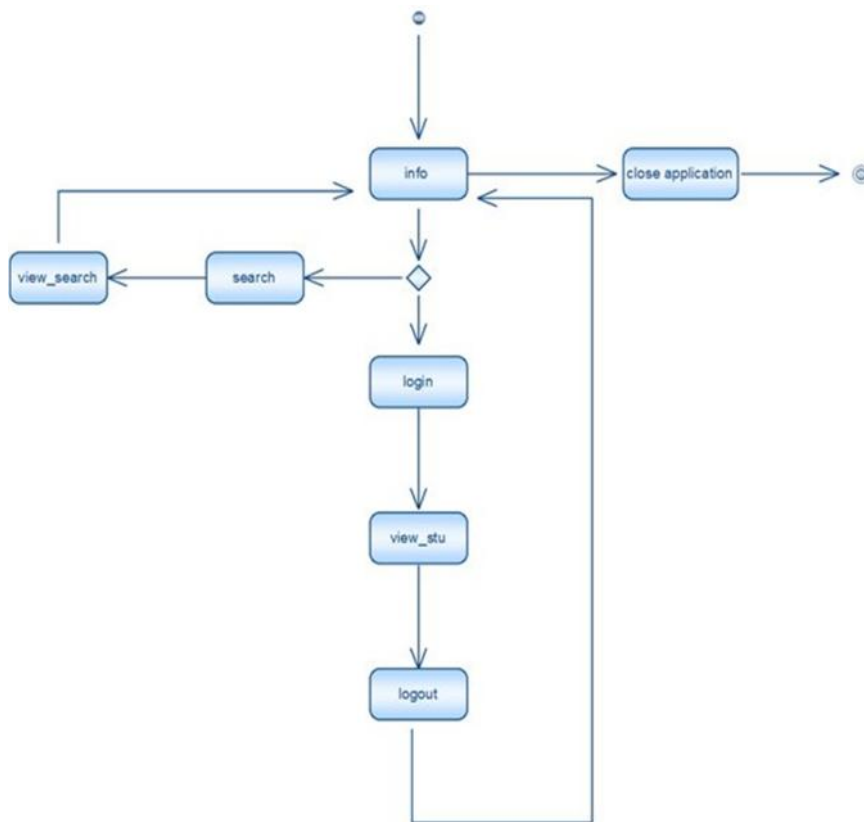 info
close application
view_search
search
login
view_stu
logout